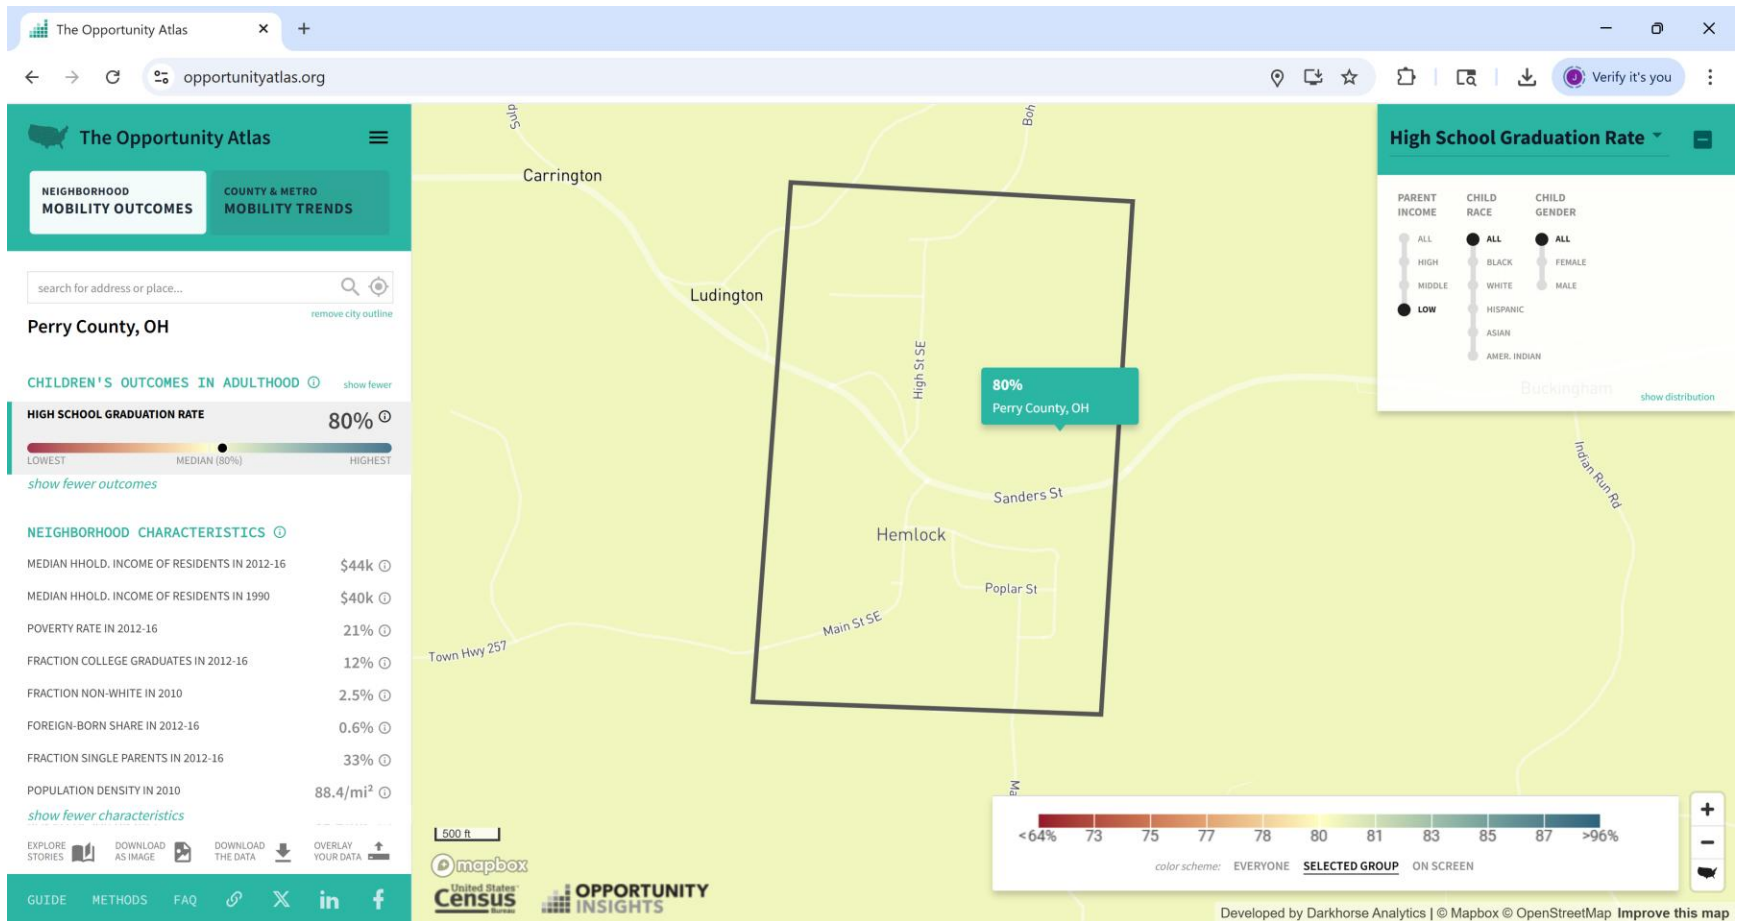 The Opportunity Atlas
opportunityatlas.org
Verify it's you
The Opportunity Atlas
NEIGHBORHOOD
MOBILITY OUTCOMES
COUNTY & METRO
MOBILITY TRENDS
search for address or place...
remove city outline
Perry County, OH
CHILDREN'S OUTCOMES IN ADULTHOOD
show fewer
HIGH SCHOOL GRADUATION RATE
80%
LOWEST
MEDIAN (80%)
HIGHEST
show fewer outcomes
NEIGHBORHOOD CHARACTERISTICS
MEDIAN HHOLD. INCOME OF RESIDENTS IN 2012-16 $44k
MEDIAN HHOLD. INCOME OF RESIDENTS IN 1990 $40k
POVERTY RATE IN 2012-16 21%
FRACTION COLLEGE GRADUATES IN 2012-16 12%
FRACTION NON-WHITE IN 2010 2.5%
FOREIGN-BORN SHARE IN 2012-16 0.6%
FRACTION SINGLE PARENTS IN 2012-16 33%
POPULATION DENSITY IN 2010 88.4/mi²
show fewer characteristics
EXPLORE
STORIES
DOWNLOAD
AS IMAGE
DOWNLOAD
THE DATA
OVERLAY
YOUR DATA
GUIDE METHODS FAQ
Carrington
Ludington
High St SE
80%
Perry County, OH
Sanders St
Hemlock
Poplar St
Main St SE
Town Hwy 257
Indian Run Rd
Buckingham
High School Graduation Rate
PARENT
INCOME
ALL
HIGH
MIDDLE
LOW
CHILD
RACE
ALL
BLACK
WHITE
HISPANIC
ASIAN
AMER. INDIAN
CHILD
GENDER
ALL
FEMALE
MALE
show distribution
500 ft
mapbox
United States
Census
Bureau
OPPORTUNITY
INSIGHTS
<64% 73 75 77 78 80 81 83 85 87 >96%
color scheme: EVERYONE SELECTED GROUP ON SCREEN
Developed by Darkhorse Analytics | © Mapbox © OpenStreetMap Improve this map